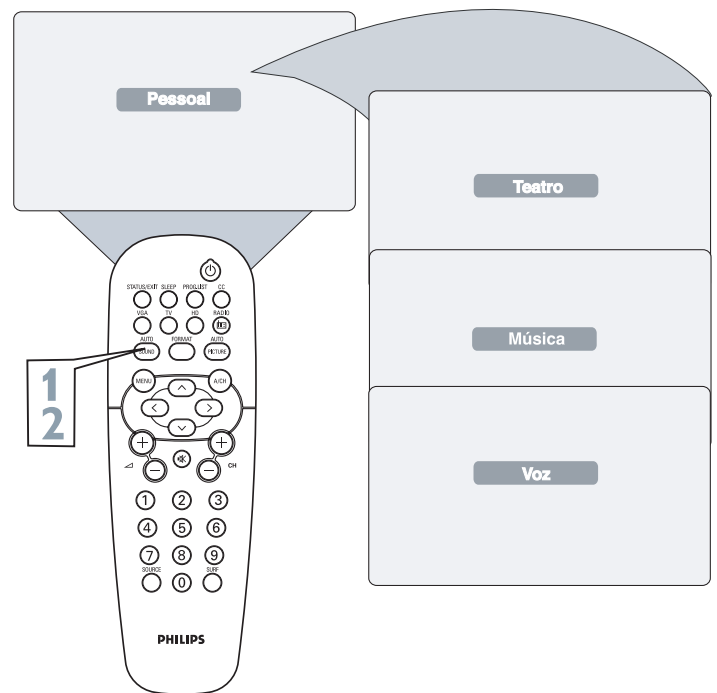 Pessoal
Teatro
Música
Voz
STATUS/EXIT SLEEP PROG.LIST CC
VGA TV HD RADIO
AUTO FORMAT AUTO
SOUND PICTURE
MENU A/CH
1
2
+ +
- - CH
1 2 3
4 5 6
7 8 9
SOURCE 0 SURF
PHILIPS